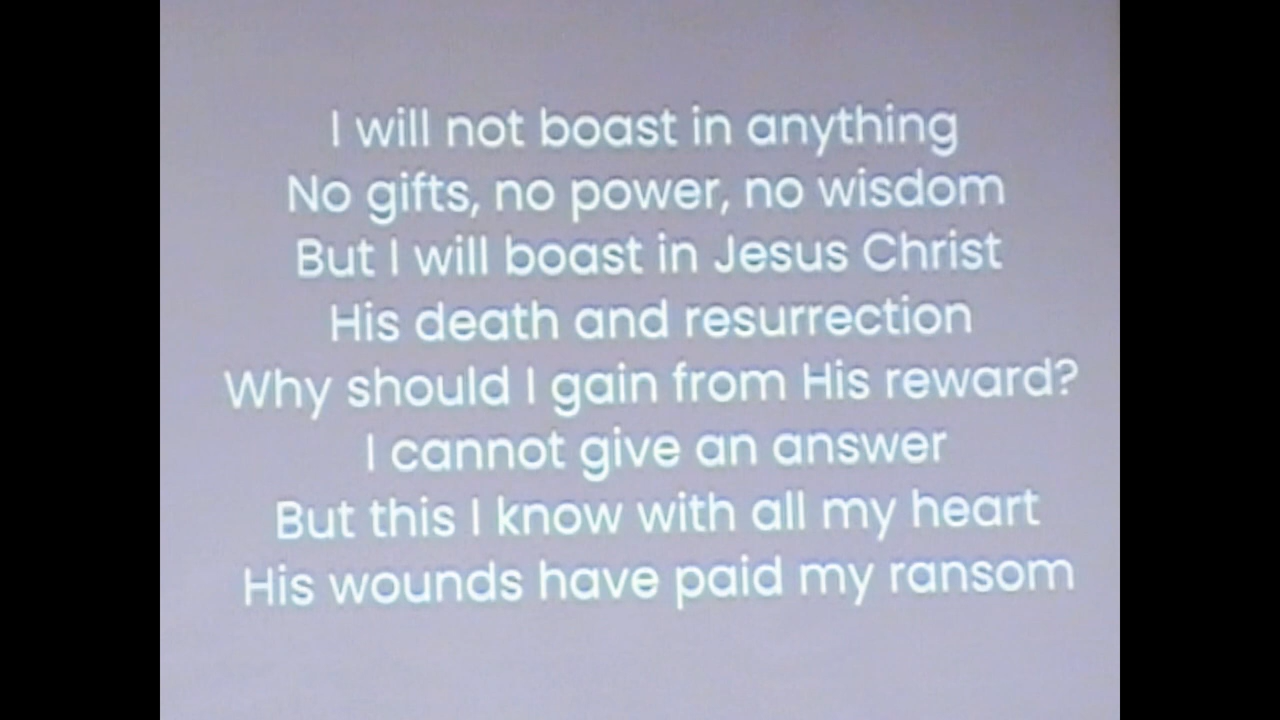 I will not boast in anything
No gifts, no power, no wisdom
But I will boast in Jesus Christ
His death and resurrection
Why should I gain from His reward?
I cannot give an answer
But this I know with all my heart
His wounds have paid my ransom